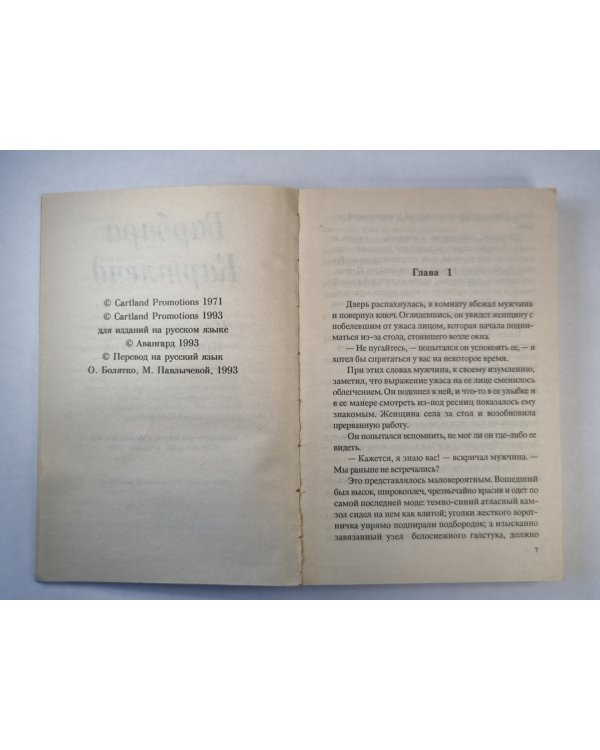 © Cartland Promotions 1971
© Cartland Promotions 1993
для изданий на русском языке
© Авангард 1993
© Перевод на русский язык
О. Болятко, М. Павлычевой, 1993
Глава 1
Дверь распахнулась, в комнату вбежал мужчина
и повернул ключ. Оглядевшись, он увидел женщину с
побелевшим от ужаса лицом, которая начала подни-
маться из-за стола, стоявшего возле окна.
— Не пугайтесь, — попытался он успокоить ее, — я
хотел бы спрятаться у вас на некоторое время.
При этих словах мужчина, к своему изумлению,
заметил, что выражение ужаса на ее лице сменилось
облегчением. Он подошел к ней, и что-то в ее улыбке и
в ее манере смотреть из-под ресниц показалось ему
знакомым. Женщина села за стол и возобновила
прерванную работу.
Он попытался вспомнить, не мог ли он где-либо ее
видеть.
— Кажется, я знаю вас! — вскричал мужчина. —
Мы раньше не встречались?
Это представлялось маловероятным. Вошедший
был высок, широкоплеч, чрезвычайно красив и одет по
самой последней моде: темно-синий атласный кам-
зол сидел на нем как влитой; уголки жесткого ворот-
ничка упрямо подпирали подбородок; а изысканно
завязанный узел белоснежного галстука, должно
7
Барбара
Картленд